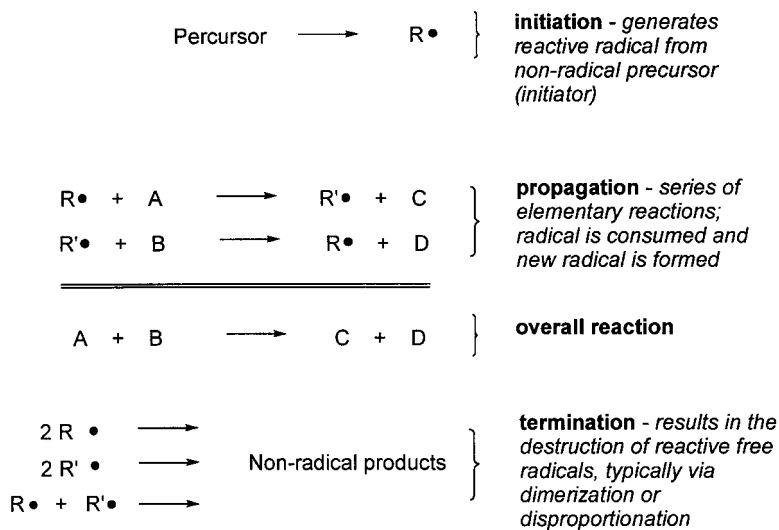 Percursor ⟶ R• } initiation - generates
reactive radical from
non-radical precursor
(initiator)
R• + A ⟶ R'• + C
R'• + B ⟶ R• + D
propagation - series of
elementary reactions;
radical is consumed and
new radical is formed
A + B ⟶ C + D } overall reaction
2 R • ⟶
2 R' • ⟶ Non-radical products
R• + R'• ⟶
termination - results in the
destruction of reactive free
radicals, typically via
dimerization or
disproportionation